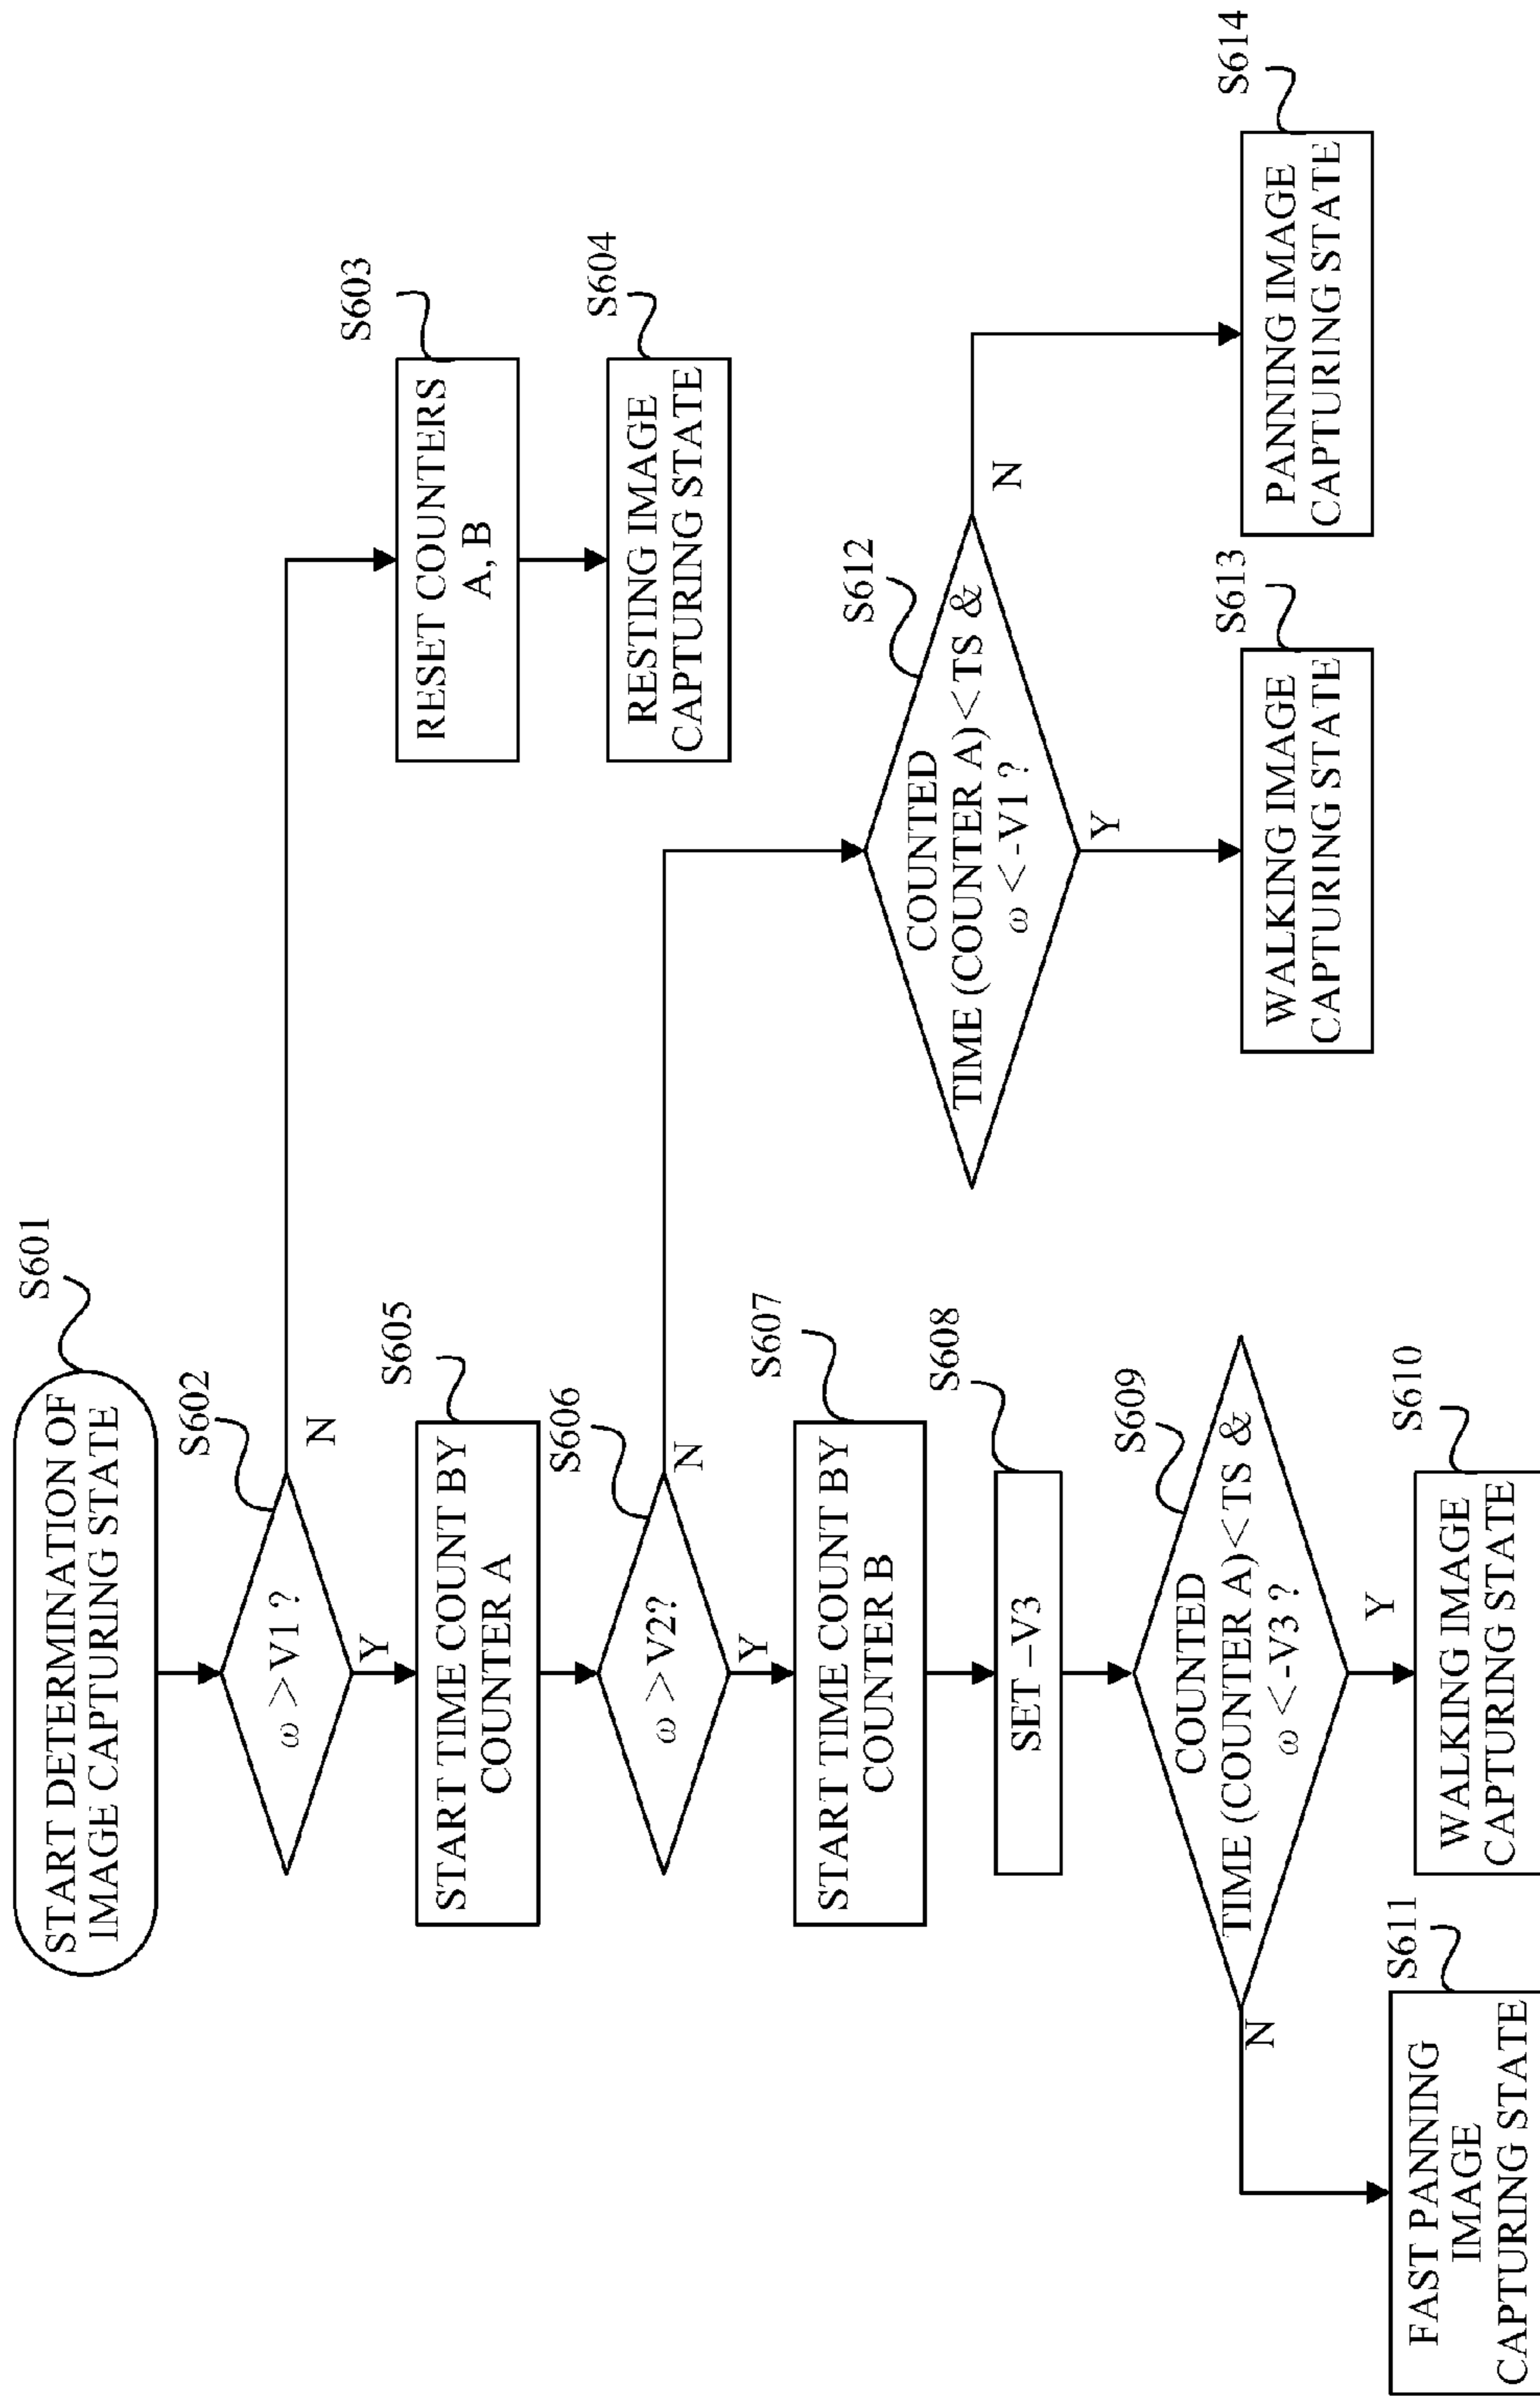 START DETERMINATION OF
IMAGE CAPTURING STATE
S601
ω > V1 ?
S602
N
Y
RESET COUNTERS
A, B
S603
RESTING IMAGE
CAPTURING STATE
S604
START TIME COUNT BY
COUNTER A
S605
ω > V2?
S606
N
Y
START TIME COUNT BY
COUNTER B
S607
SET –V3
S608
COUNTED
TIME (COUNTER A)<TS &
ω <-V3 ?
S609
Y
N
WALKING IMAGE
CAPTURING STATE
S610
FAST PANNING
IMAGE
CAPTURING STATE
S611
COUNTED
TIME (COUNTER A)<TS &
ω <-V1 ?
S612
Y
N
WALKING IMAGE
CAPTURING STATE
S613
PANNING IMAGE
CAPTURING STATE
S614